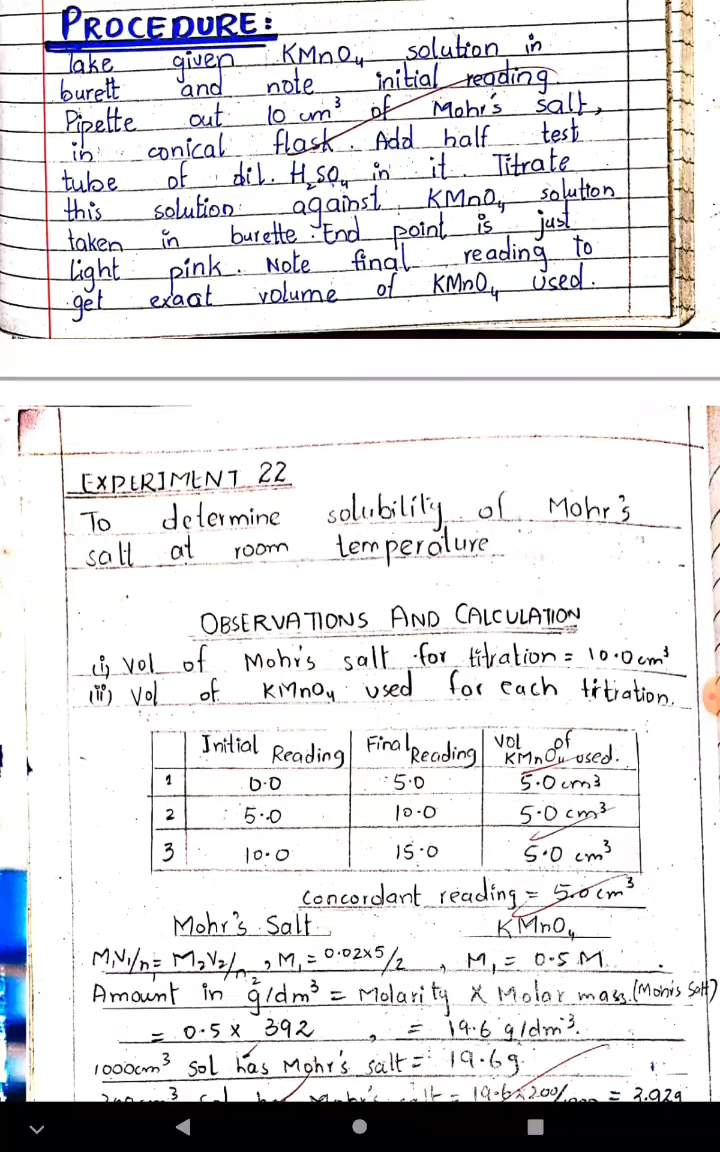 PROCEDURE:
Take given KMnO₄ solution in
burett and note initial reading
Pipette out 10 cm³ of Mohr's salt,
in conical flask. Add half test
tube of dil. H₂SO₄ in it. Titrate
this solution against KMnO₄ solution
taken in burette. End point is just
light pink. Note final reading to
get exaat volume of KMnO₄ used.
EXPERIMENT 22
To determine solubility of Mohr's
salt at room temperature
OBSERVATIONS AND CALCULATION
(i) Vol of Mohr's salt for titration = 10.0 cm³
(ii) Vol of KMnO₄ used for each titiration.
Initial Reading Final Reading Vol of KMnO₄ used.
1 0.0 5.0 5.0 cm³
2 5.0 10.0 5.0 cm³
3 10.0 15.0 5.0 cm³
Concordant reading = 5.0 cm³
Mohr's Salt KMnO₄
M₁V₁/n = M₂V₂/n, M₁ = 0.02x5/2, M₁ = 0.5 M.
Amount in g/dm³ = Molarity x Molar mass. (Mohr's Salt)
= 0.5 x 392, = 19.6 g/dm³.
1000cm³ sol has Mohr's salt = 19.6g.